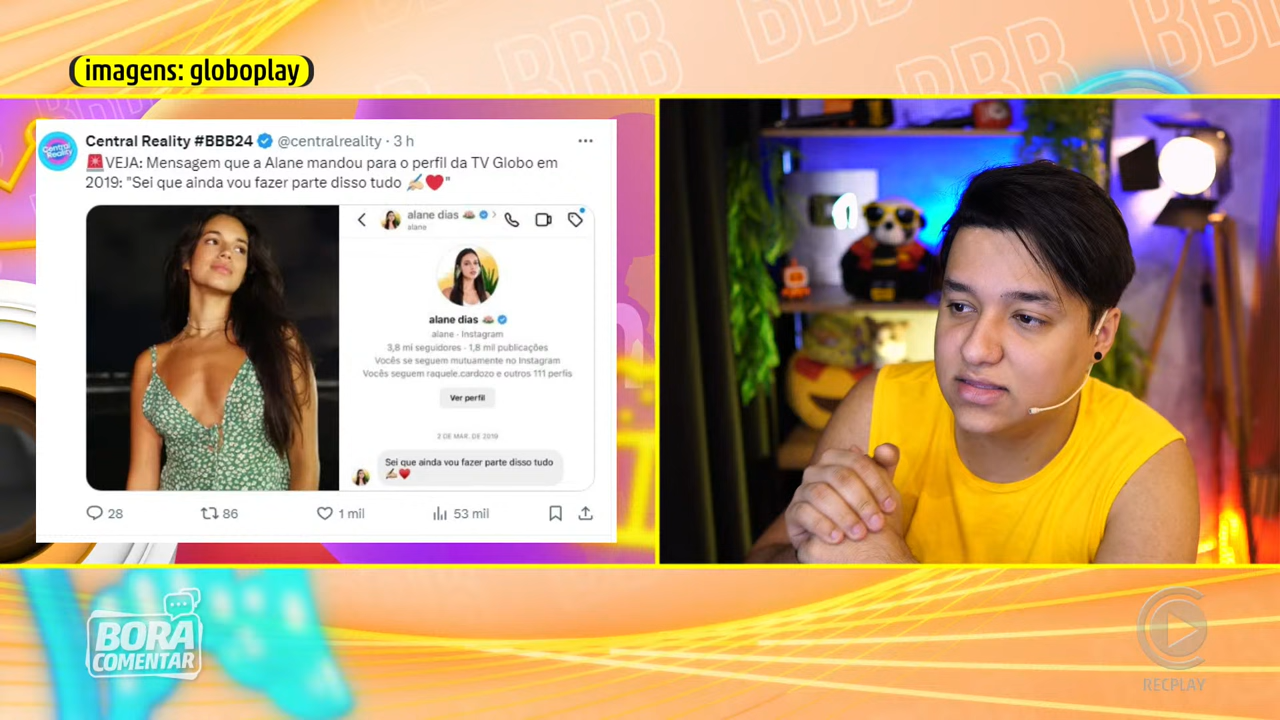 imagens: globoplay
Central Reality #BBB24 @centralreality · 3 h
🚨VEJA: Mensagem que a Alane mandou para o perfil da TV Globo em
2019: "Sei que ainda vou fazer parte disso tudo ✍🏼❤️"
alane dias
alane
alane dias
alane · Instagram
3,8 mi seguidores · 1,8 mil publicações
Vocês se seguem mutuamente no Instagram
Vocês seguem raquele.cardozo e outros 111 perfis
Ver perfil
2 DE MAR. DE 2019
Sei que ainda vou fazer parte disso tudo
✍🏼❤️
28 86 1 mil 53 mil
BORA
COMENTAR
RECPLAY
BBB
BBB
BBB
BBB